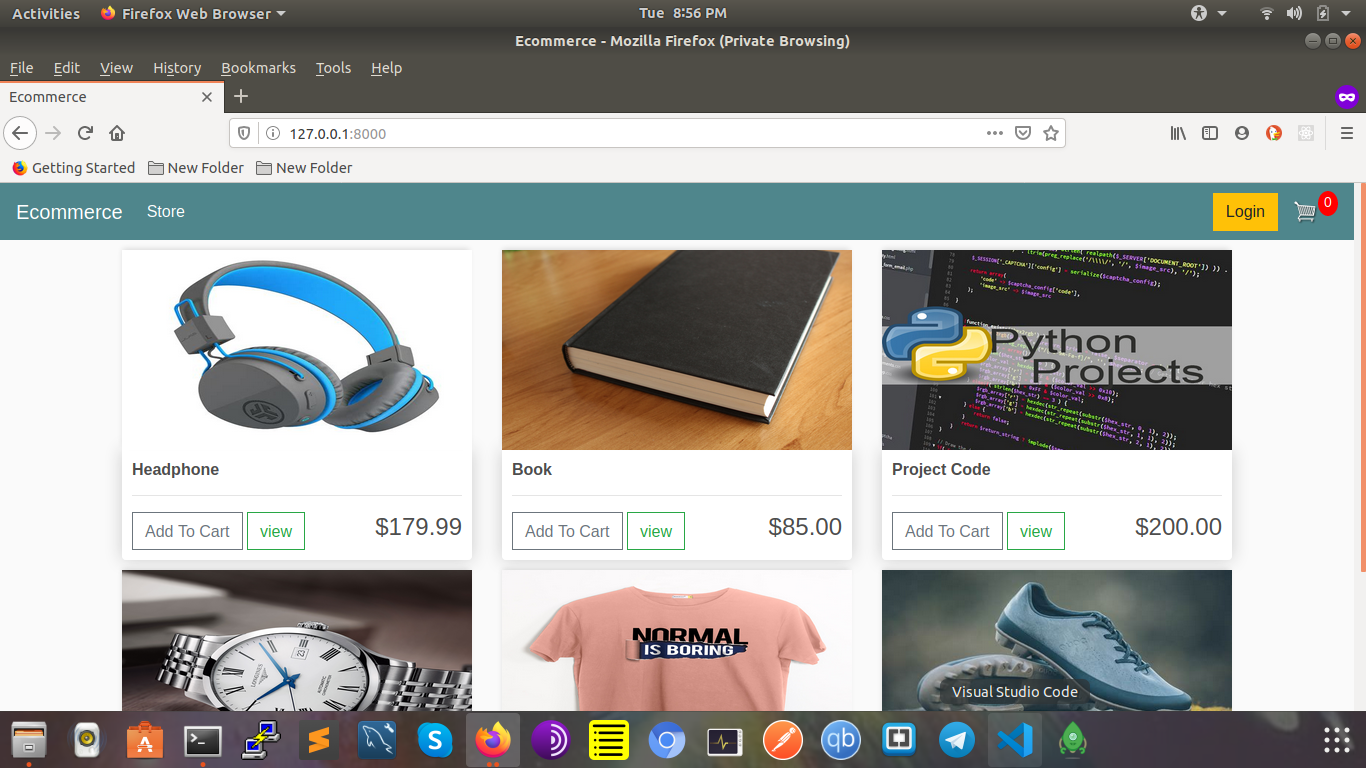 Activities Firefox Web Browser Tue 8:56 PM
Ecommerce - Mozilla Firefox (Private Browsing)
File Edit View History Bookmarks Tools Help
Ecommerce
127.0.0.1:8000
Getting Started New Folder New Folder
Ecommerce Store Login 0
Python
Projects
Headphone
Book
Project Code
Add To Cart view $179.99
Add To Cart view $85.00
Add To Cart view $200.00
LONGINES
AUTOMATIC
23
NORMAL
IS BORING
Visual Studio Code